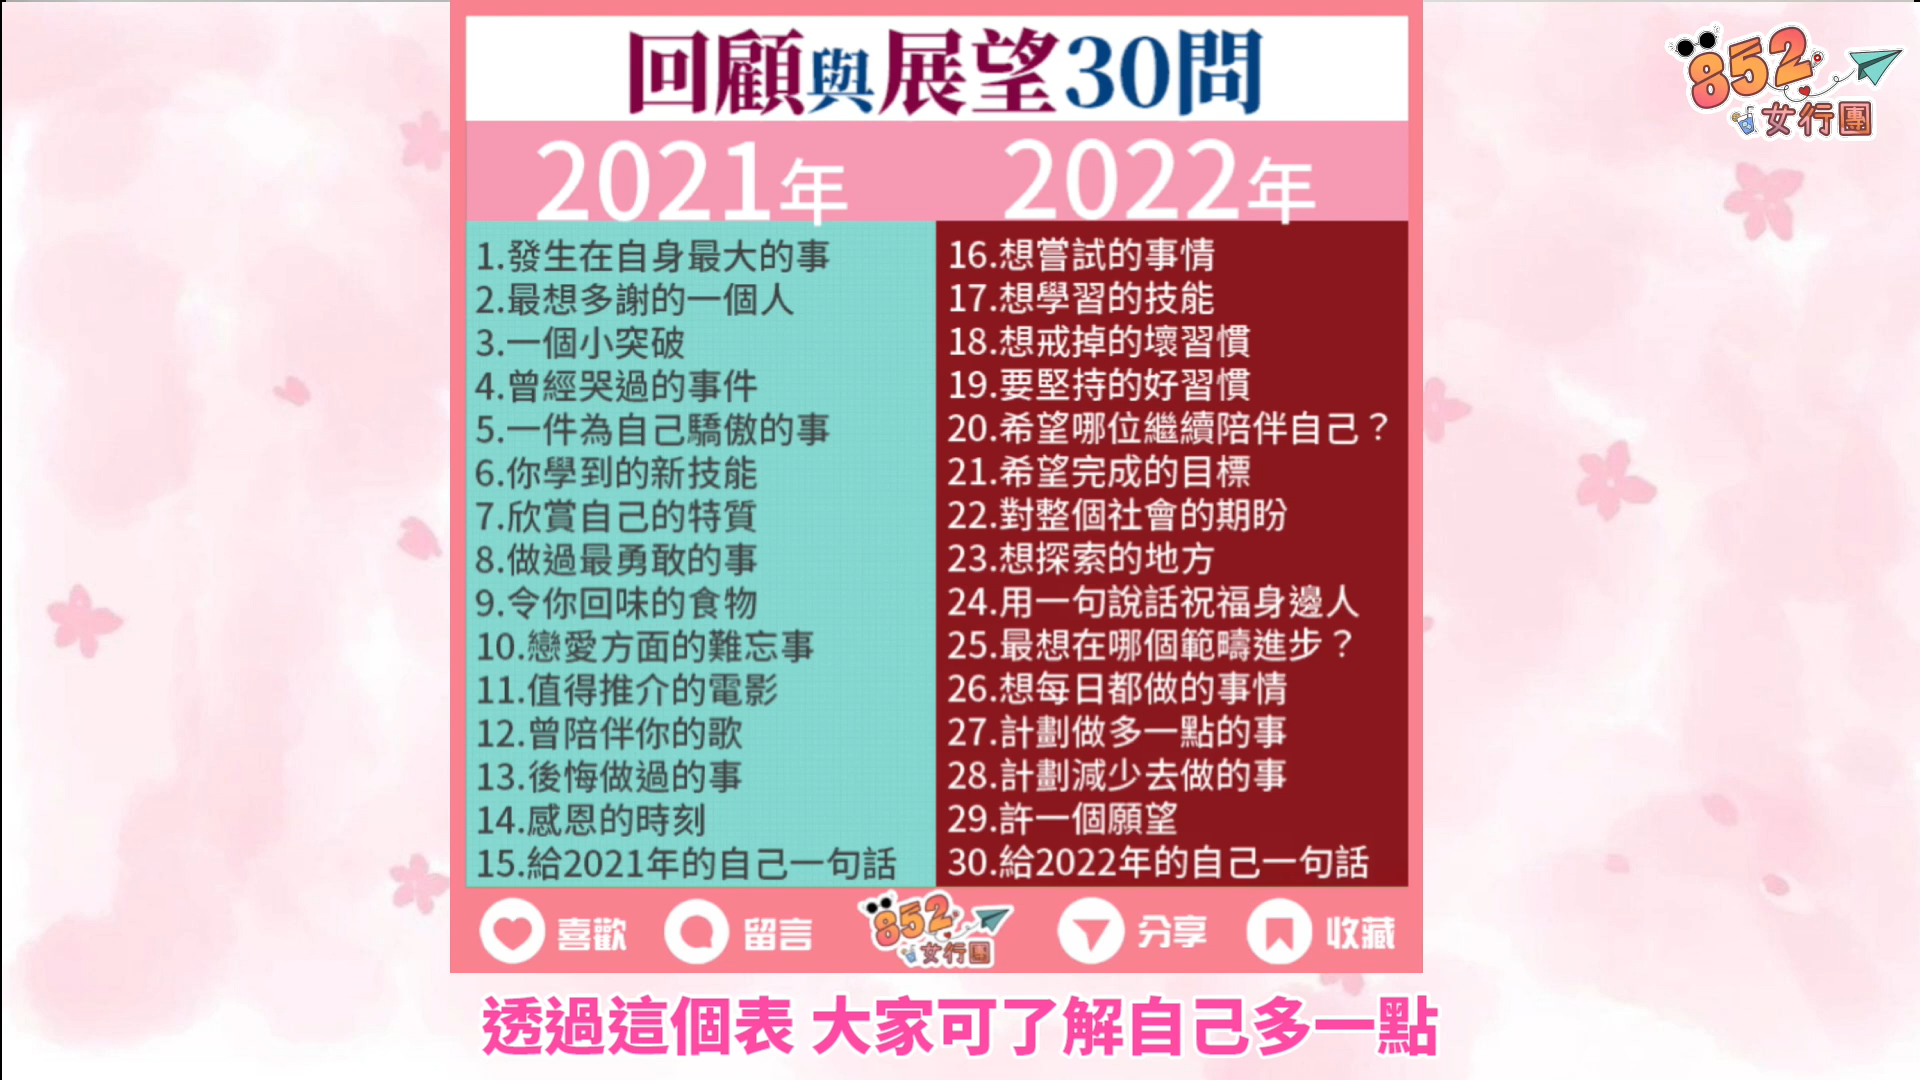 回顧與展望30問
852
女行團
2021年
2022年
1.發生在自身最大的事
2.最想多謝的一個人
3.一個小突破
4.曾經哭過的事件
5.一件為自己驕傲的事
6.你學到的新技能
7.欣賞自己的特質
8.做過最勇敢的事
9.令你回味的食物
10.戀愛方面的難忘事
11.值得推介的電影
12.曾陪伴你的歌
13.後悔做過的事
14.感恩的時刻
15.給2021年的自己一句話
16.想嘗試的事情
17.想學習的技能
18.想戒掉的壞習慣
19.要堅持的好習慣
20.希望哪位繼續陪伴自己？
21.希望完成的目標
22.對整個社會的期盼
23.想探索的地方
24.用一句說話祝福身邊人
25.最想在哪個範疇進步？
26.想每日都做的事情
27.計劃做多一點的事
28.計劃減少去做的事
29.許一個願望
30.給2022年的自己一句話
喜歡
留言
852
女行團
分享
收藏
透過這個表 大家可了解自己多一點